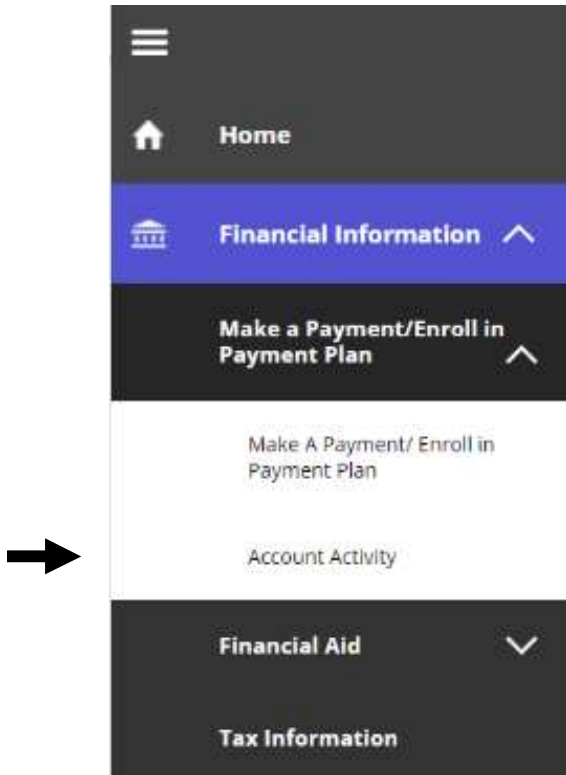 Home
Financial Information
Make a Payment/Enroll in
Payment Plan
Make A Payment/ Enroll in
Payment Plan
Account Activity
Financial Aid
Tax Information